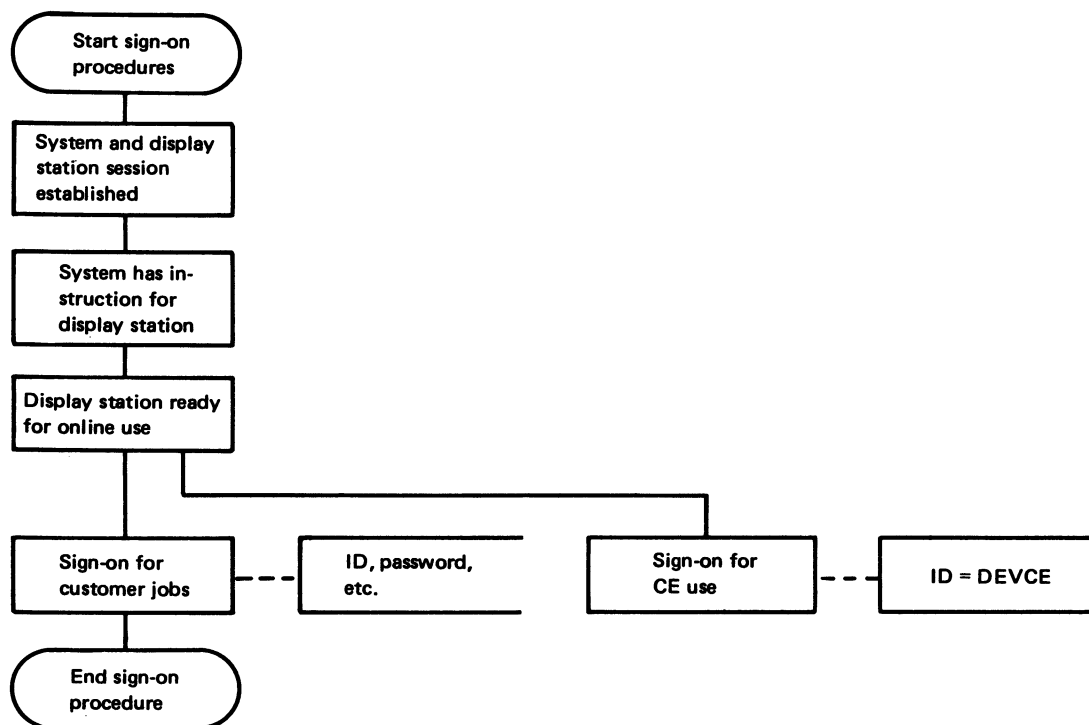 Start sign-on
procedures
System and display
station session
established
System has in-
struction for
display station
Display station ready
for online use
Sign-on for
customer jobs
ID, password,
etc.
Sign-on for
CE use
ID = DEVCE
End sign-on
procedure